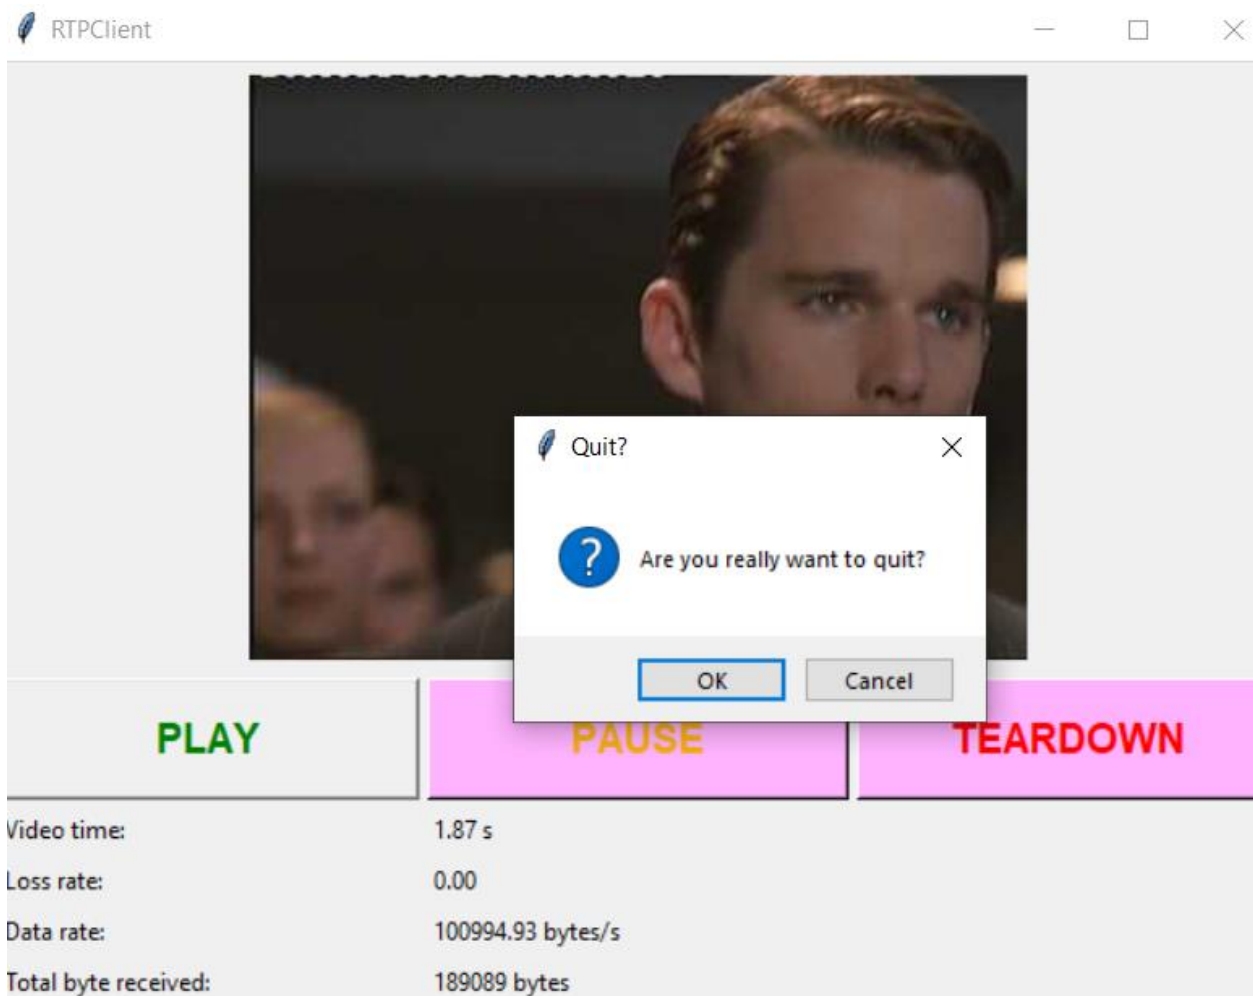 RTPClient
Quit?
Are you really want to quit?
OK Cancel
PLAY PAUSE TEARDOWN
Video time: 1.87 s
Loss rate: 0.00
Data rate: 100994.93 bytes/s
Total byte received: 189089 bytes